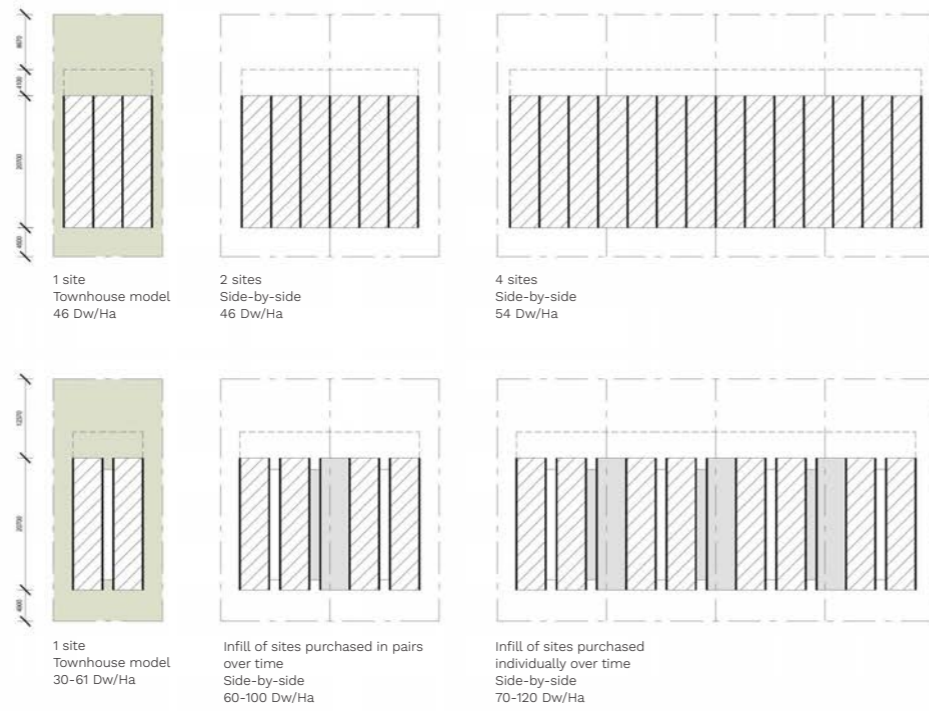 4100
4500
1 site
Townhouse model
46 Dw/Ha
2 sites
Side-by-side
46 Dw/Ha
4 sites
Side-by-side
54 Dw/Ha
1 site
Townhouse model
30-61 Dw/Ha
Infill of sites purchased in pairs
over time
Side-by-side
60-100 Dw/Ha
Infill of sites purchased
individually over time
Side-by-side
70-120 Dw/Ha